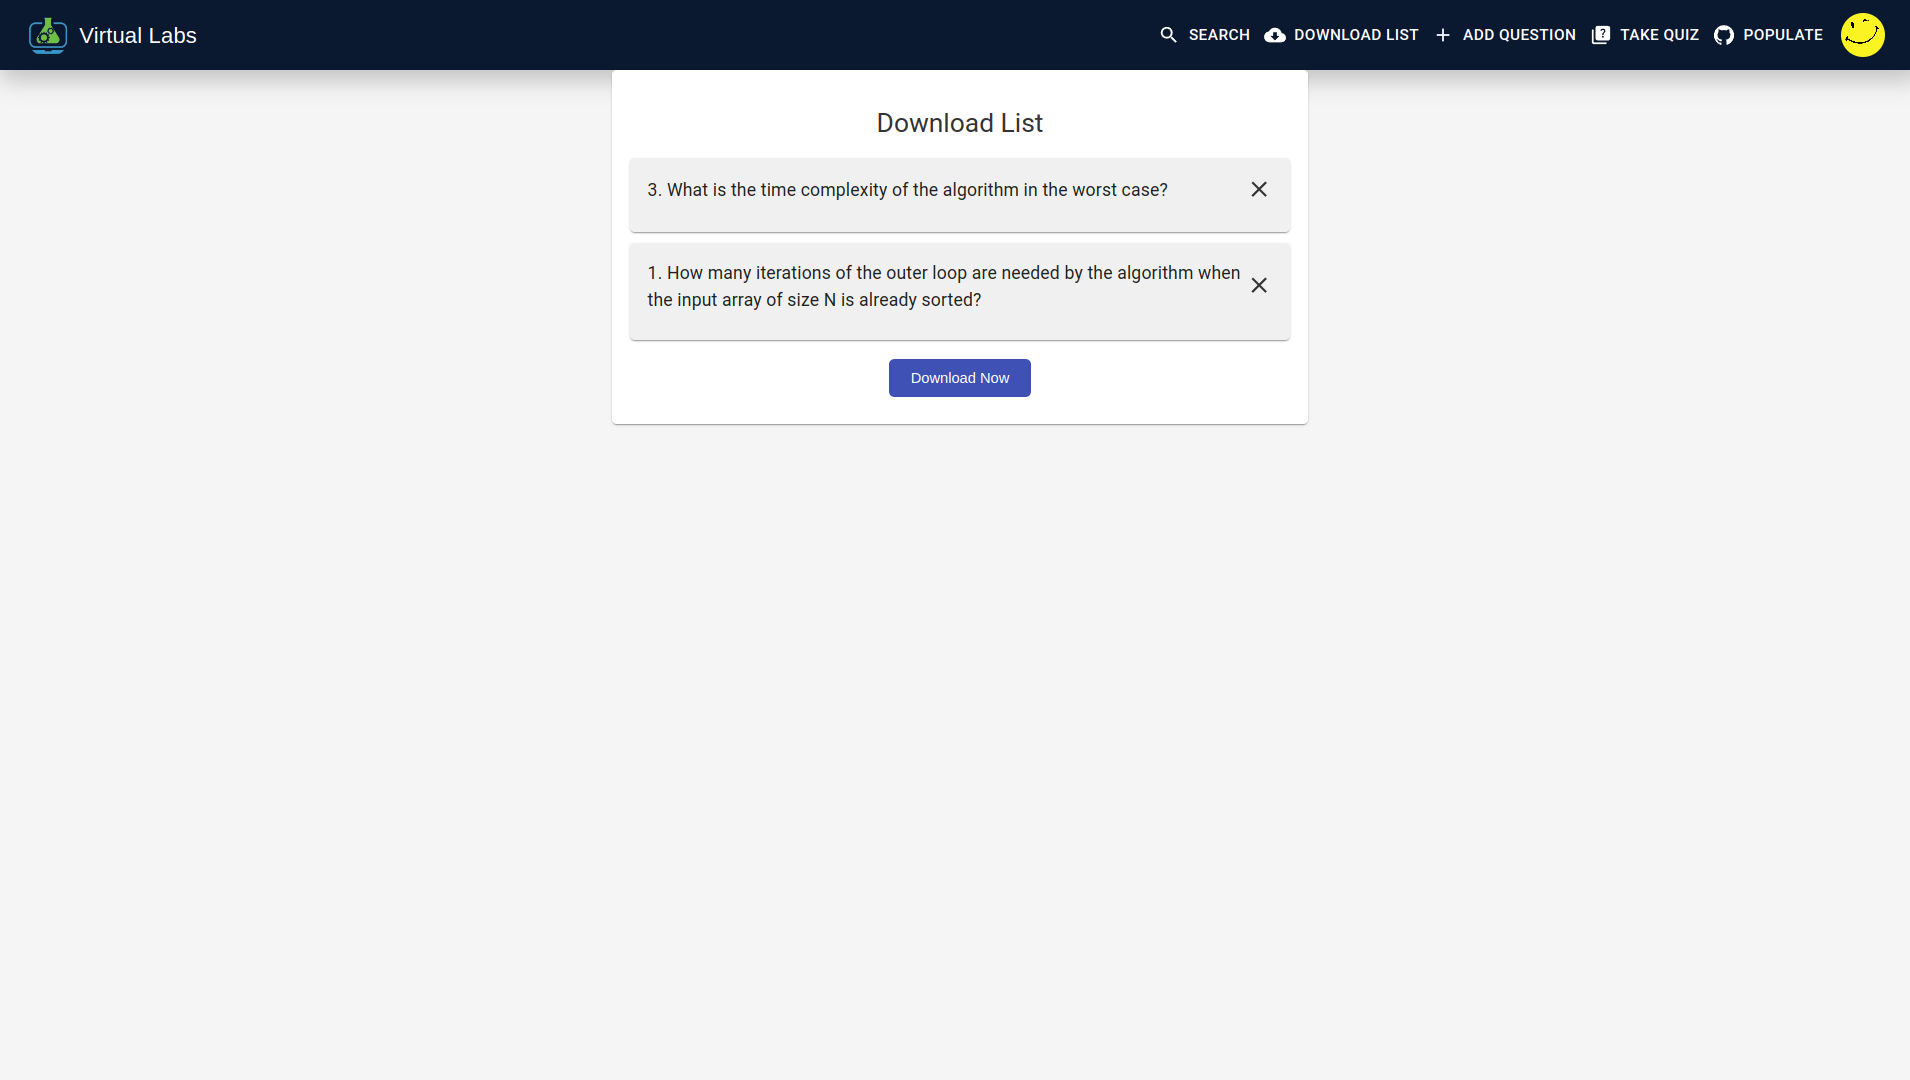 Virtual Labs
SEARCH
DOWNLOAD LIST
ADD QUESTION
TAKE QUIZ
POPULATE
Download List
3. What is the time complexity of the algorithm in the worst case?
1. How many iterations of the outer loop are needed by the algorithm when
the input array of size N is already sorted?
Download Now